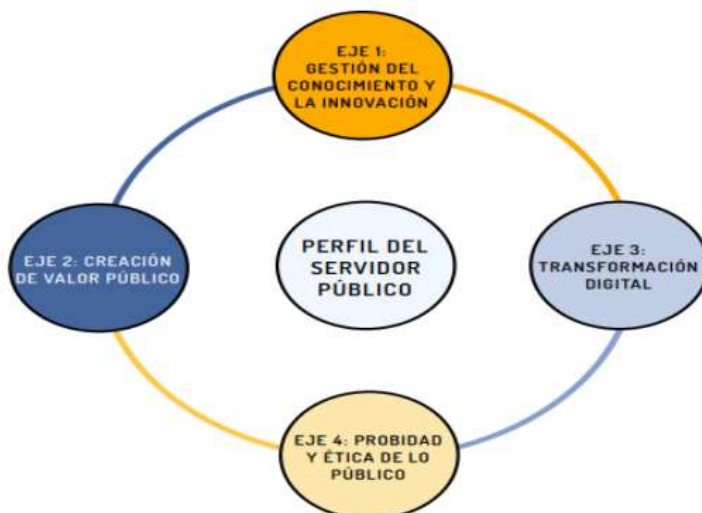 EJE 1:
GESTIÓN DEL
CONOCIMIENTO Y
LA INNOVACIÓN
EJE 2: CREACIÓN
DE VALOR PÚBLICO
PERFIL DEL
SERVIDOR
PÚBLICO
EJE 3:
TRANSFORMACIÓN
DIGITAL
EJE 4: PROBIDAD
Y ÉTICA DE LO
PÚBLICO